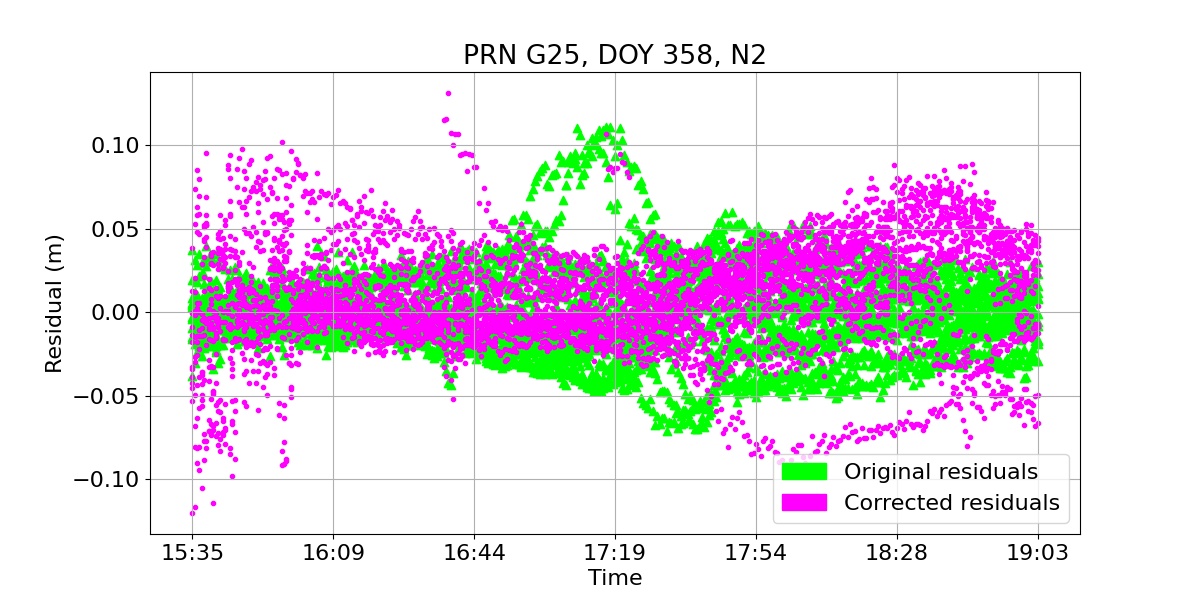 PRN G25, DOY 358, N2
0.10
0.05
0.00
−0.05
−0.10
Residual (m)
Original residuals
Corrected residuals
15:35 16:09 16:44 17:19 17:54 18:28 19:03
Time